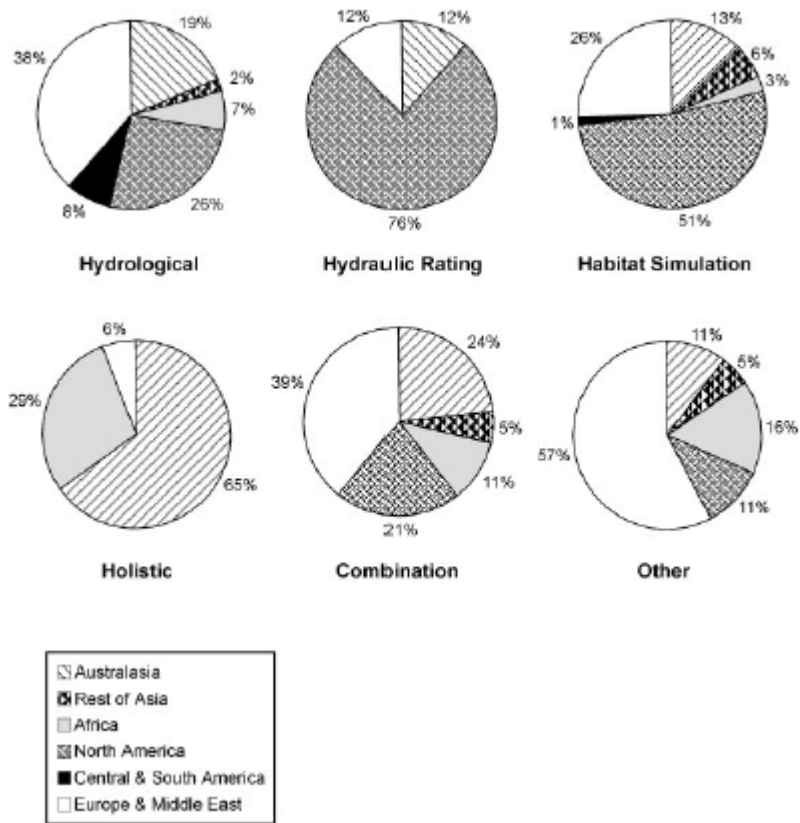 19%
2%
7%
26%
8%
38%
Hydrological
12%
12%
76%
Hydraulic Rating
13%
6%
3%
51%
1%
26%
Habitat Simulation
6%
29%
65%
Holistic
24%
5%
11%
21%
39%
Combination
11%
5%
16%
11%
57%
Other
Australasia
Rest of Asia
Africa
North America
Central & South America
Europe & Middle East